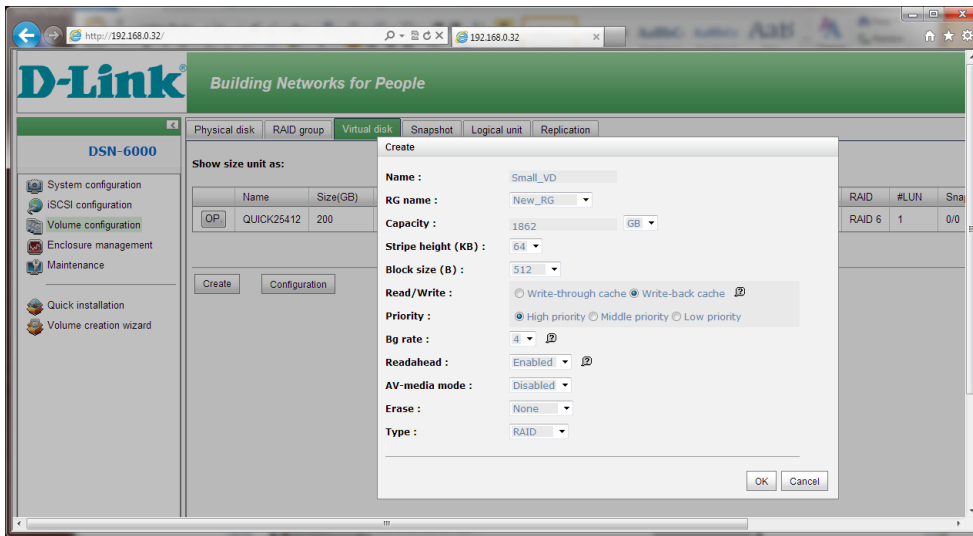 http://192.168.0.32/
192.168.0.32
D-Link®
Building Networks for People
DSN-6000
System configuration
iSCSI configuration
Volume configuration
Enclosure management
Maintenance
Quick installation
Volume creation wizard
Physical disk RAID group Virtual disk Snapshot Logical unit Replication
Show size unit as:
Name Size(GB) RAID #LUN Snap
OP. QUICK25412 200 RAID 6 1 0/0
Create Configuration
Create
Name : Small_VD
RG name : New_RG
Capacity : 1862 GB
Stripe height (KB) : 64
Block size (B) : 512
Read/Write : Write-through cache Write-back cache
Priority : High priority Middle priority Low priority
Bg rate : 4
Readahead : Enabled
AV-media mode : Disabled
Erase : None
Type : RAID
OK Cancel